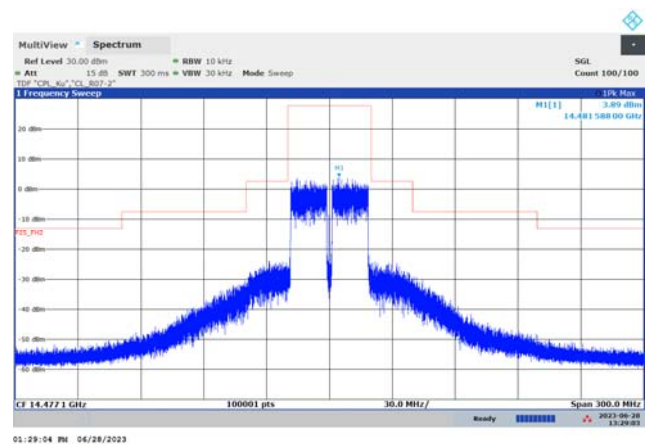 MultiView Spectrum
Ref Level 30.00 dBm RBW 10 kHz SGL
Att 15 dB SWT 300 ms VBW 30 kHz Mode Sweep Count 100/100
TDF "CPL_Ku","CL_R07-2"
1 Frequency Sweep 1Pk Max
M1[1] 3.89 dBm
14.481 588 00 GHz
20 dBm
10 dBm
M1
0 dBm
-10 dBm
-20 dBm
-30 dBm
-40 dBm
-50 dBm
-60 dBm
CF 14.477 1 GHz 100001 pts 30.0 MHz/ Span 300.0 MHz
Ready 2023-06-28
13:29:03
01:29:04 PM 06/28/2023